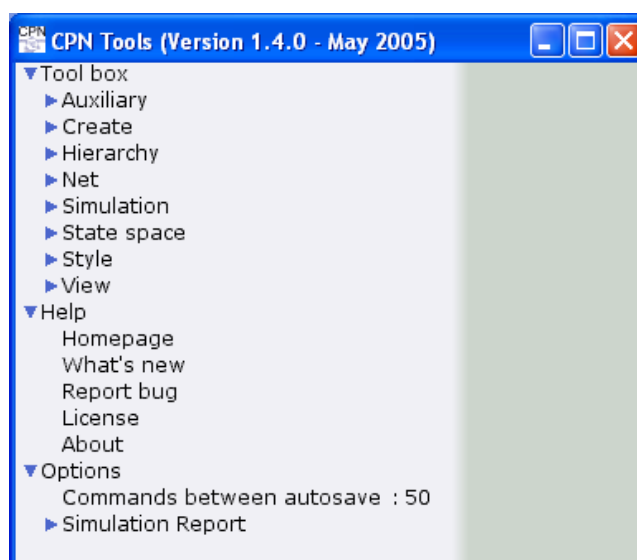 CPN
CPN Tools (Version 1.4.0 - May 2005)
Tool box
Auxiliary
Create
Hierarchy
Net
Simulation
State space
Style
View
Help
Homepage
What's new
Report bug
License
About
Options
Commands between autosave : 50
Simulation Report